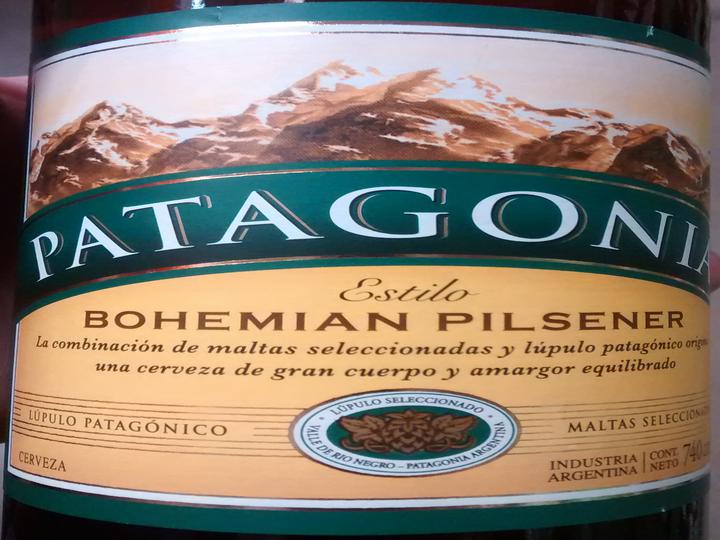 PATAGONIA
Estilo
BOHEMIAN PILSENER
La combinación de maltas seleccionadas y lúpulo patagónico
una cerveza de gran cuerpo y amargor equilibrado
LÚPULO PATAGÓNICO
LÚPULO SELECCIONADO
VALLE DE RIO NEGRO - PATAGONIA ARGENTINA
MALTAS
CERVEZA
INDUSTRIA
ARGENTINA
CONT.
NETO
740